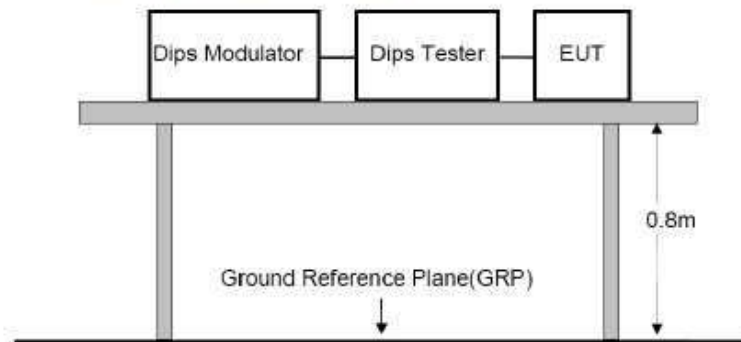 Dips Modulator
Dips Tester
EUT
0.8m
Ground Reference Plane(GRP)